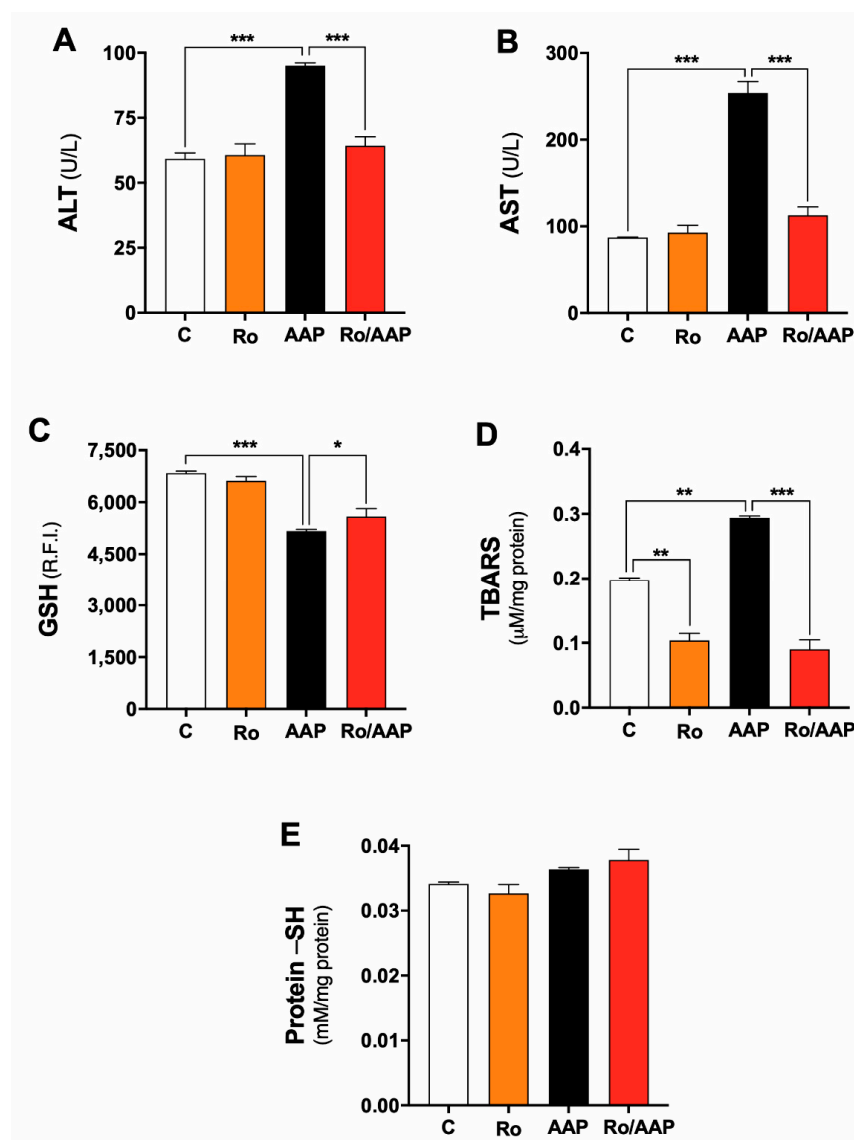 A
ALT (U/L)
100
75
50
25
0
*** ***
C Ro AAP Ro/AAP
B
AST (U/L)
300
200
100
0
*** ***
C Ro AAP Ro/AAP
C
GSH (R.F.I.)
7,500
6,000
4,500
3,000
1,500
0
*** *
C Ro AAP Ro/AAP
D
TBARS
(µM/mg protein)
0.4
0.3
0.2
0.1
0.0
** ***
**
C Ro AAP Ro/AAP
E
Protein –SH
(mM/mg protein)
0.04
0.03
0.02
0.01
0.00
C Ro AAP Ro/AAP